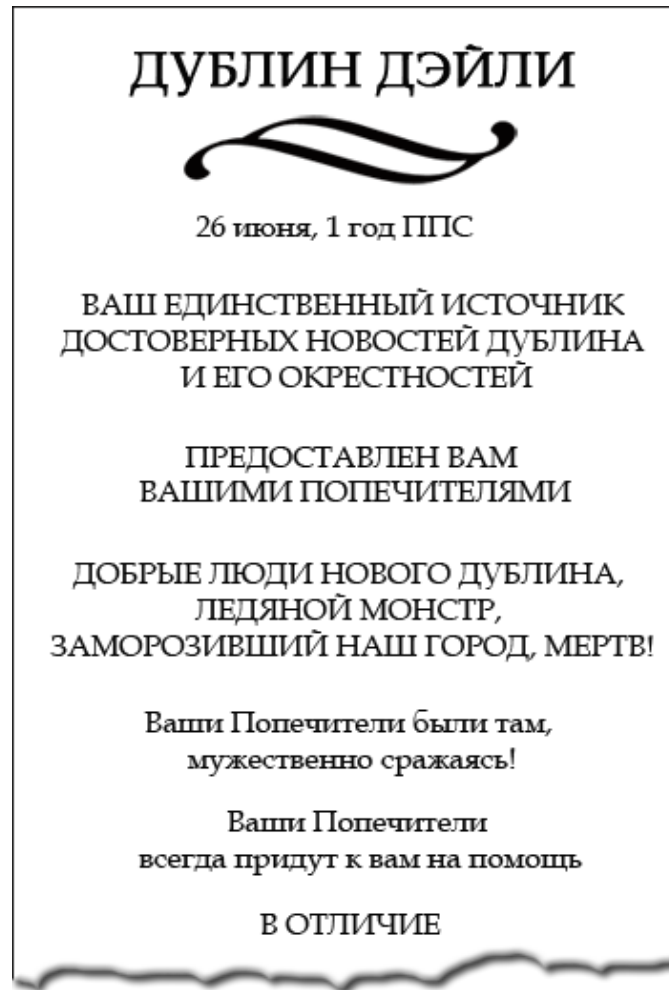 ДУБЛИН ДЭЙЛИ
26 июня, 1 год ППС
ВАШ ЕДИНСТВЕННЫЙ ИСТОЧНИК
ДОСТОВЕРНЫХ НОВОСТЕЙ ДУБЛИНА
И ЕГО ОКРЕСТНОСТЕЙ
ПРЕДОСТАВЛЕН ВАМ
ВАШИМИ ПОПЕЧИТЕЛЯМИ
ДОБРЫЕ ЛЮДИ НОВОГО ДУБЛИНА,
ЛЕДЯНОЙ МОНСТР,
ЗАМОРОЗИВШИЙ НАШ ГОРОД, МЕРТВ!
Ваши Попечители были там,
мужественно сражаясь!
Ваши Попечители
всегда придут к вам на помощь
В ОТЛИЧИЕ